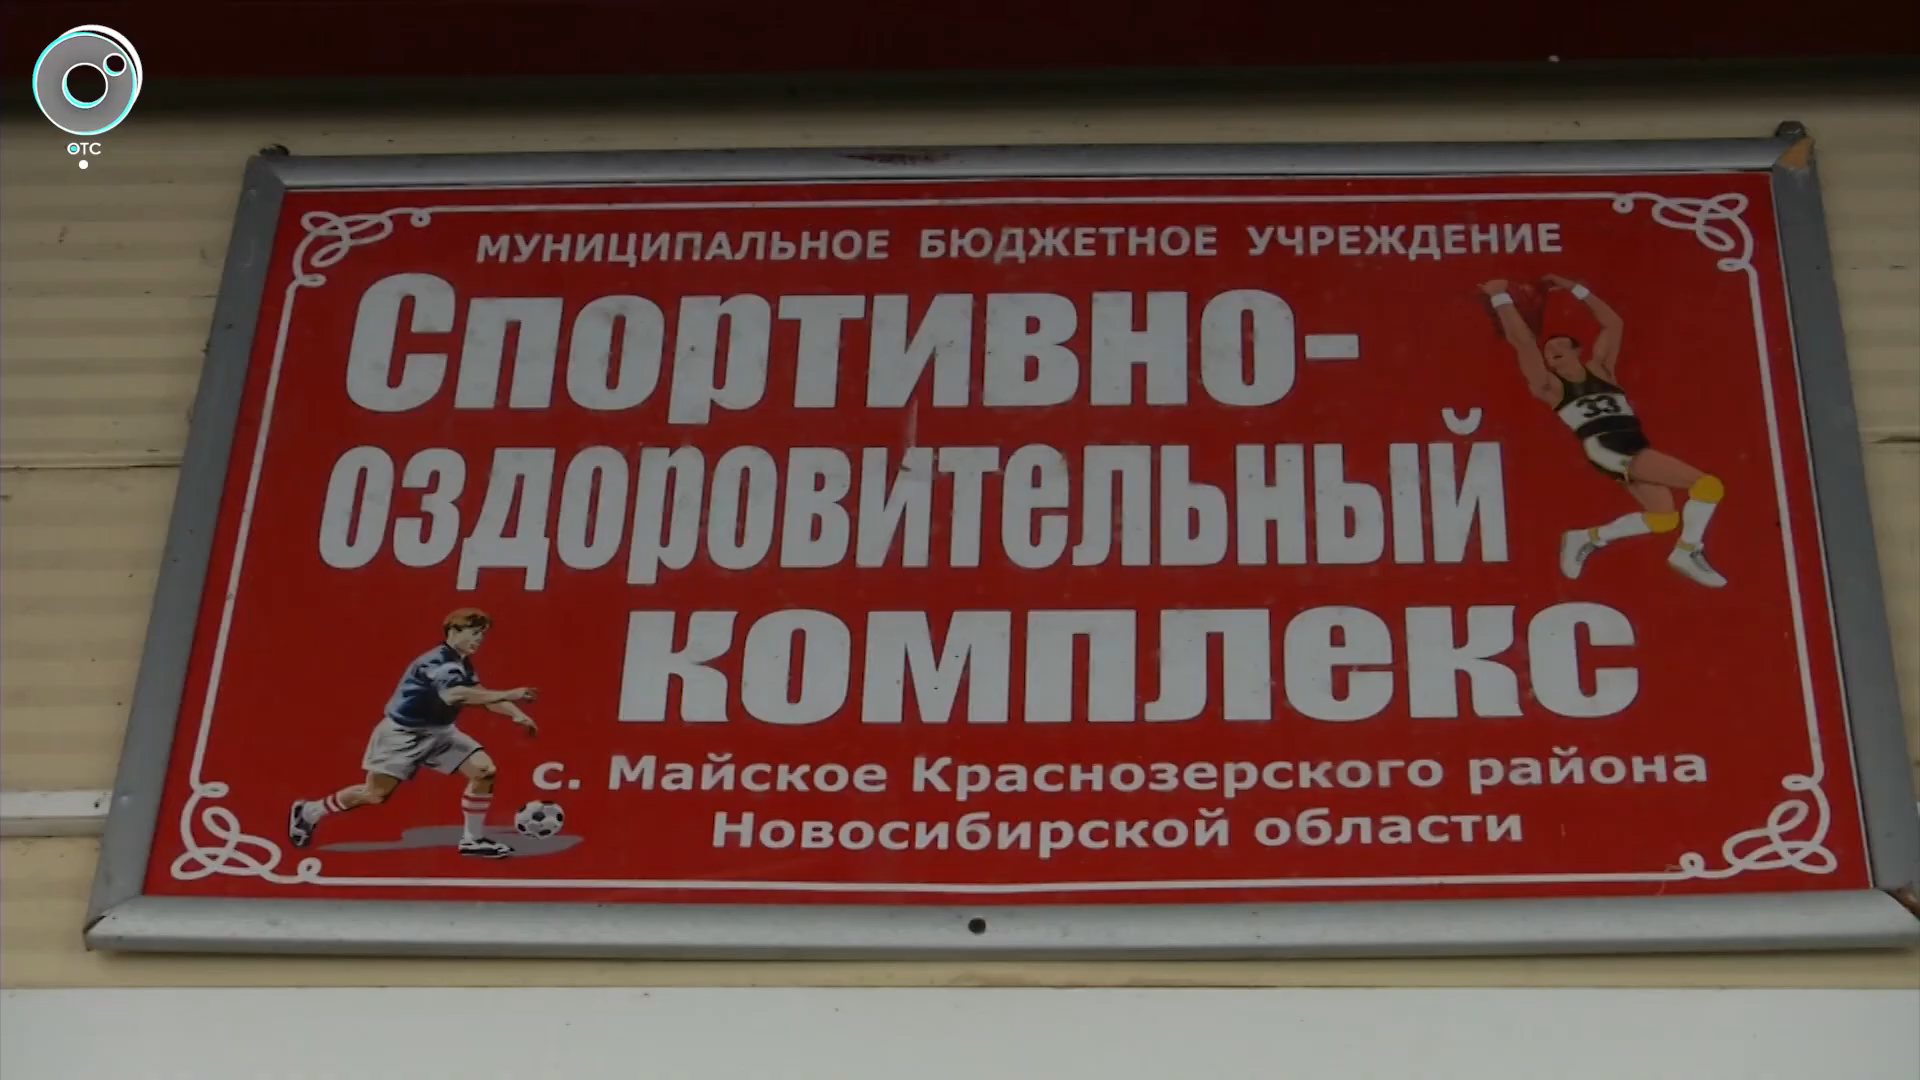 ОТС
МУНИЦИПАЛЬНОЕ БЮДЖЕТНОЕ УЧРЕЖДЕНИЕ
Спортивно-
оздоровительный
комплекс
с. Майское Краснозерского района
Новосибирской области
33